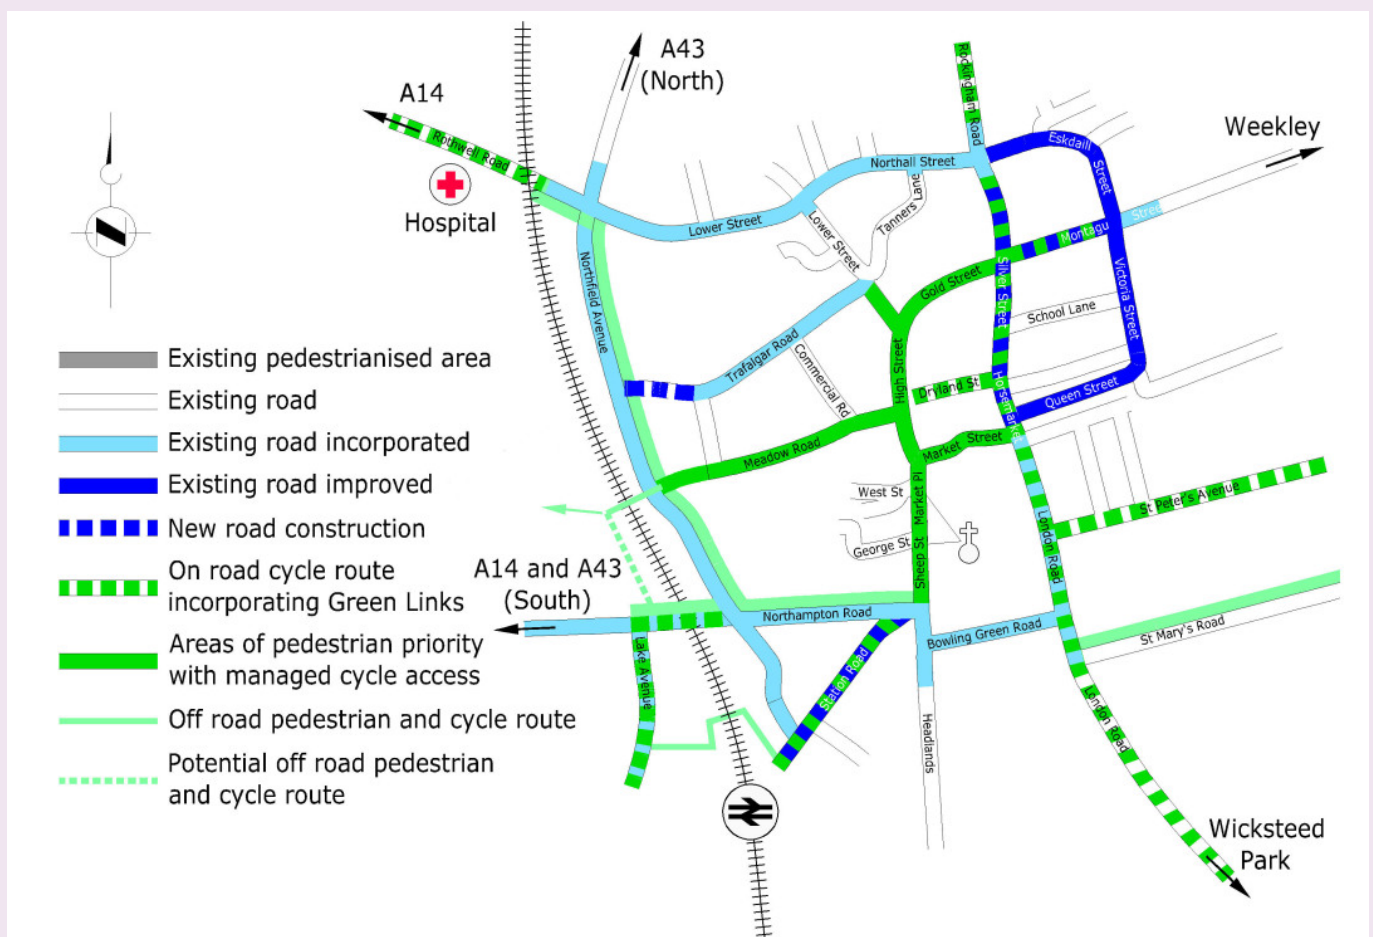 A43
(North)
A14
Rothwell Road
Hospital
Rockingham Road
Weekley
Eskdaill
Street
Northall Street
Tanners Lane
Lower Street
Lower Street
Montagu
Street
Gold Street
Silver Street
Victoria Street
School Lane
Northfield Avenue
Trafalgar Road
Commercial Rd
High Street
Dryland St
Horsemarket
Queen Street
Meadow Road
Market Street
West St
Market Pl
George St
Sheep St
St Peter's Avenue
London Road
A14 and A43
(South)
Northampton Road
Bowling Green Road
St Mary's Road
Lake Avenue
Station Road
Headlands
London Road
Wicksteed
Park
Existing pedestrianised area
Existing road
Existing road incorporated
Existing road improved
New road construction
On road cycle route
incorporating Green Links
Areas of pedestrian priority
with managed cycle access
Off road pedestrian and cycle route
Potential off road pedestrian
and cycle route